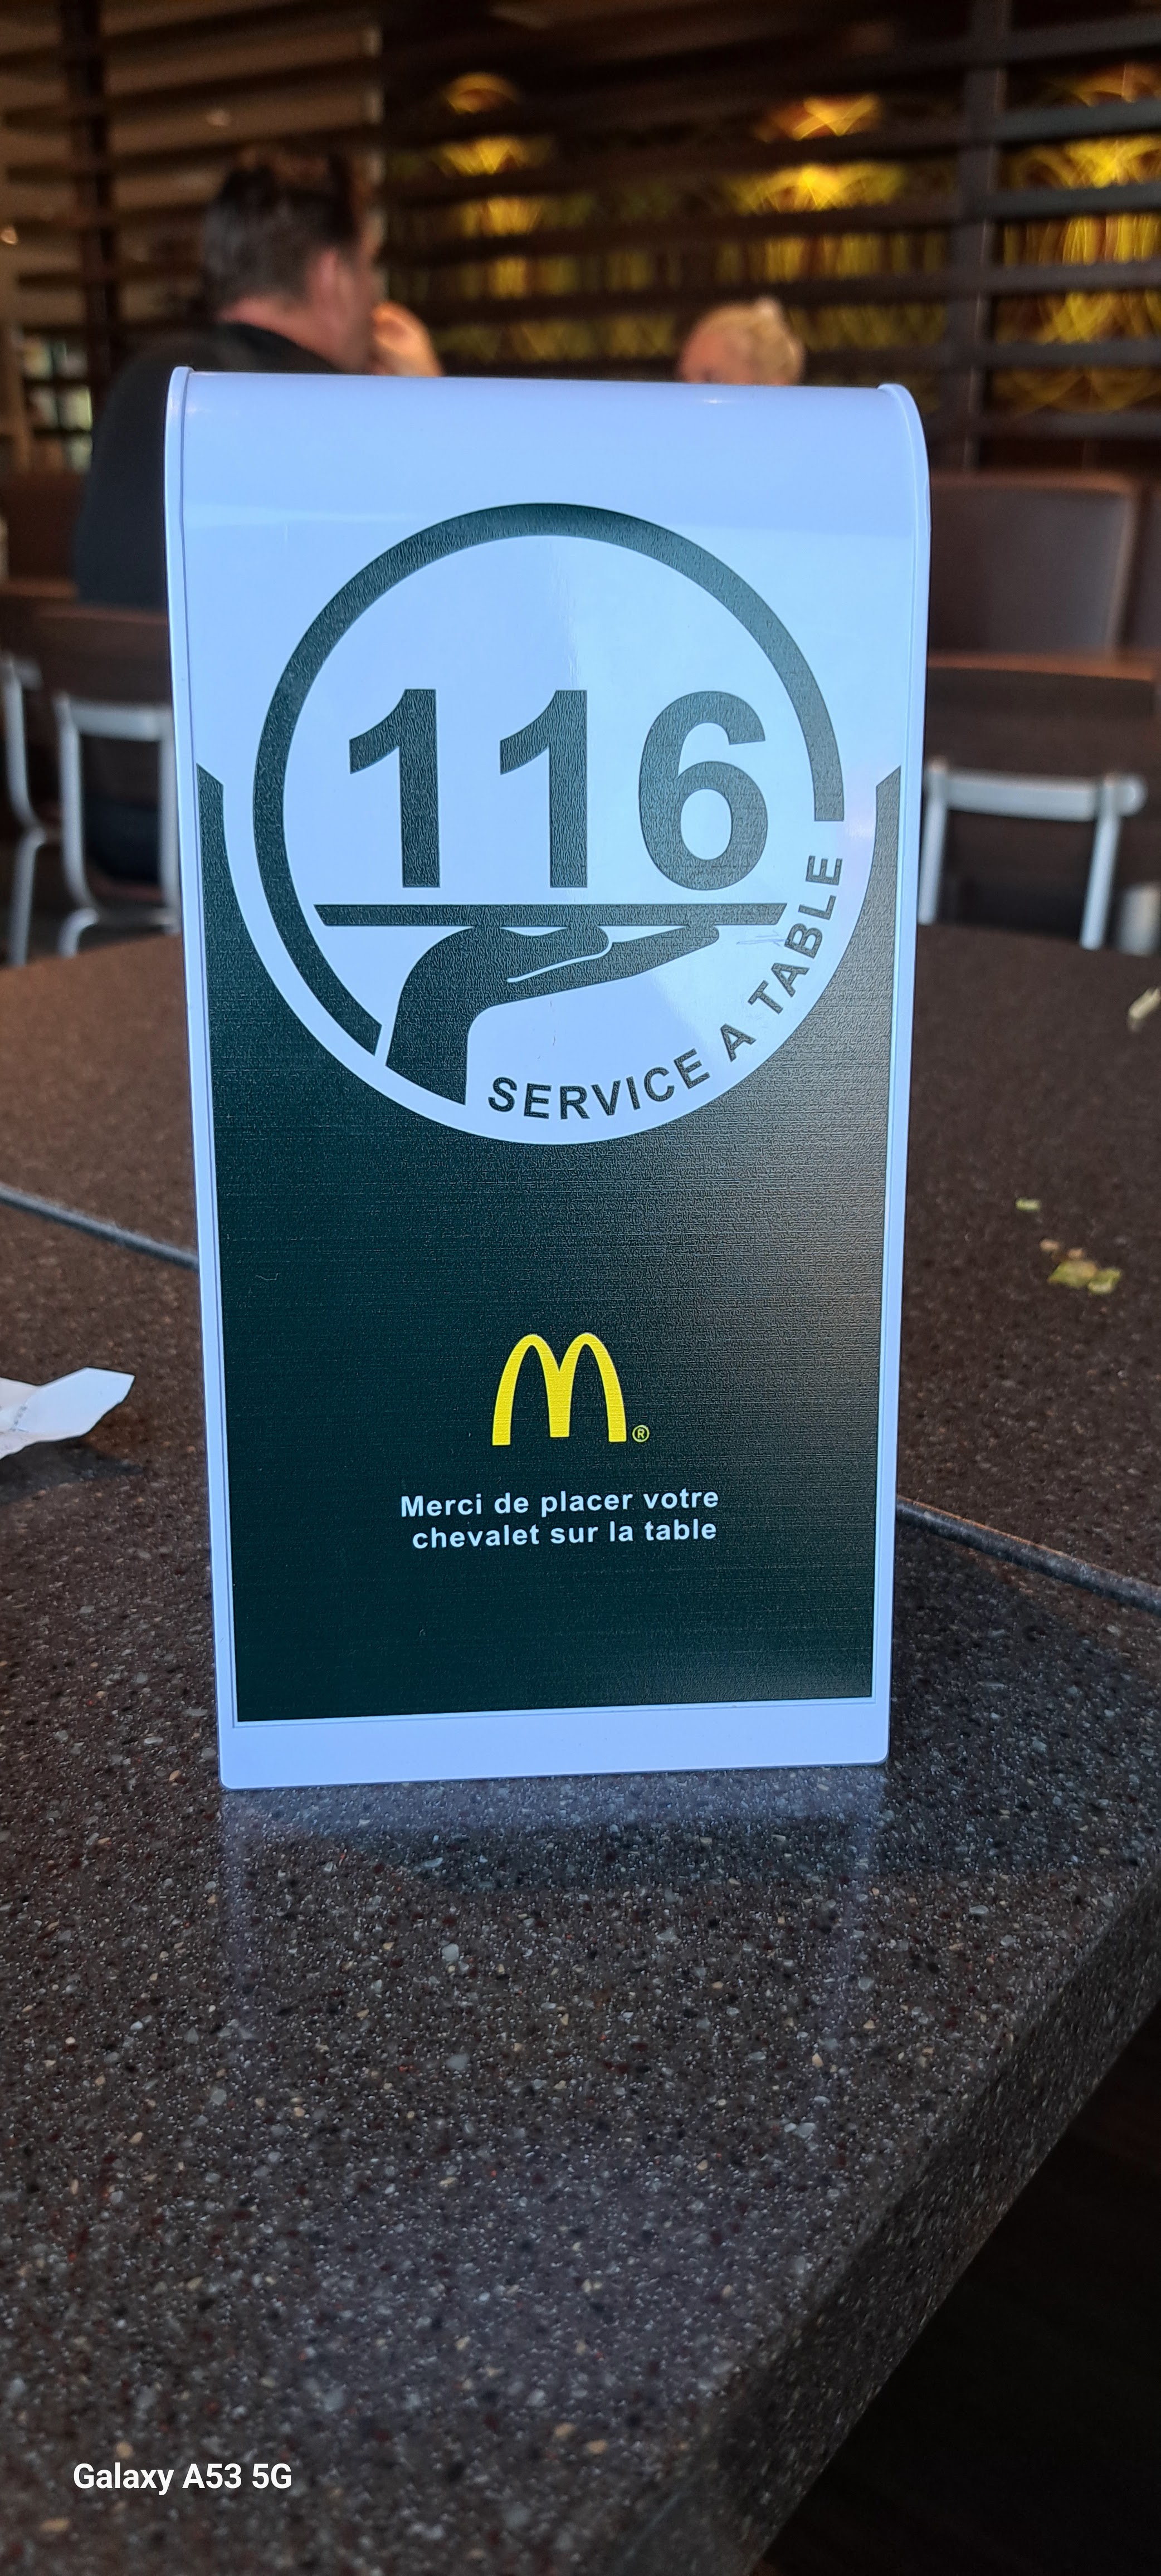 116
SERVICE A TABLE
®
Merci de placer votre
chevalet sur la table
Galaxy A53 5G